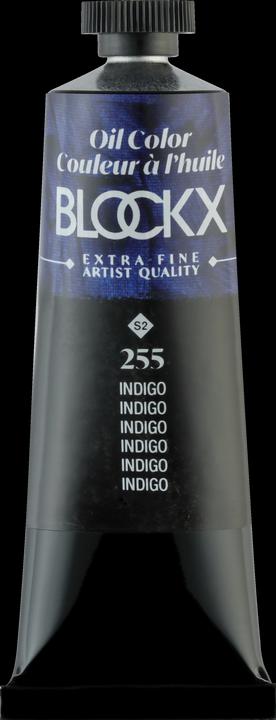 Oil Color
Couleur à l'huile
BLOCKX
EXTRA FINE
ARTIST QUALITY
S2
255
INDIGO
INDIGO
INDIGO
INDIGO
INDIGO
INDIGO